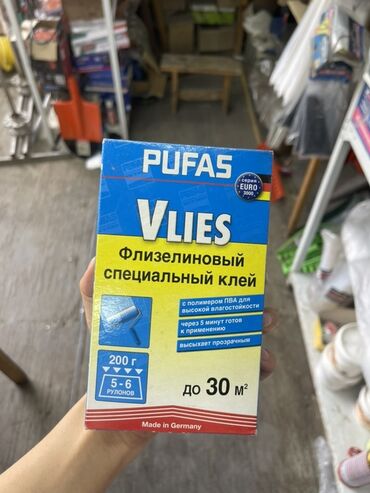 PUFAS
серия
EURO
3000
VLIES
Флизелиновый
специальный клей
с полимером ПВА для
высокой влагостойкости
через 5 минут готов
к применению
высыхает прозрачным
200 г
5 - 6
РУЛОНОВ
до 30 м²
Made in Germany